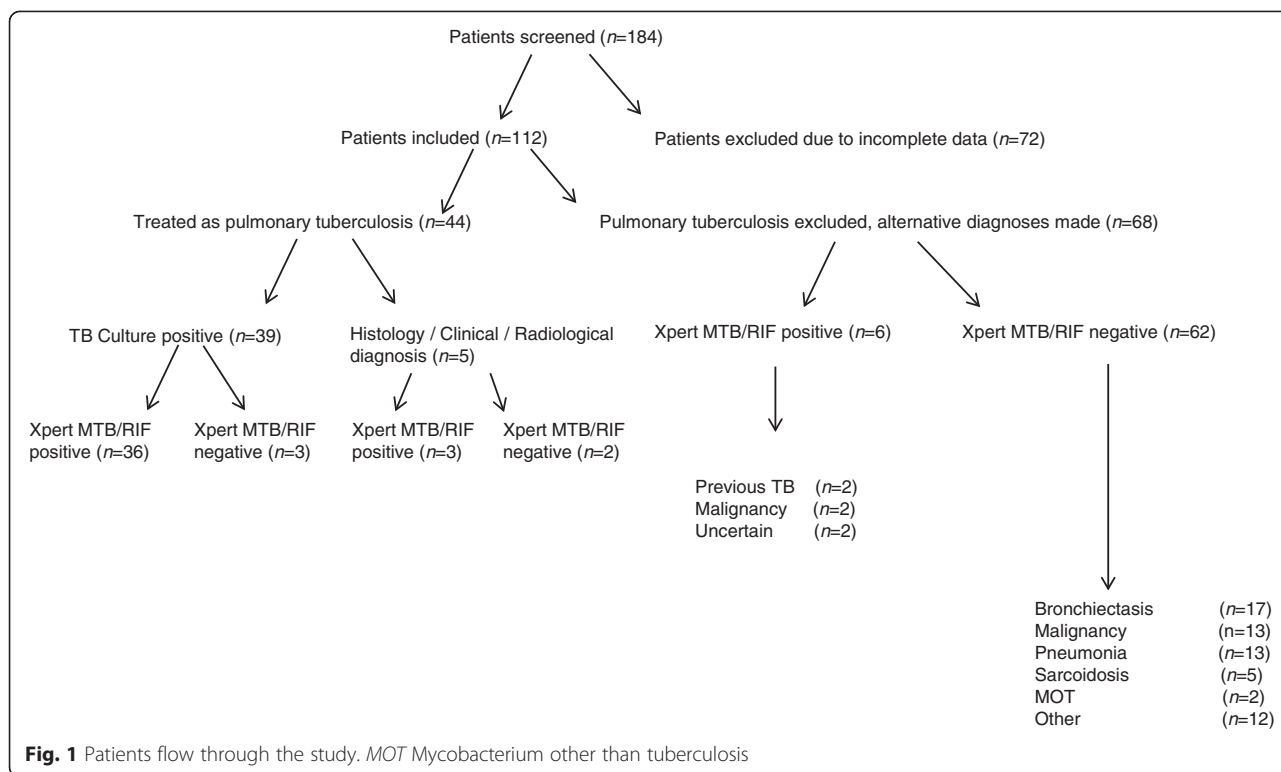 Patients screened (n=184)
Patients included (n=112)
Patients excluded due to incomplete data (n=72)
Treated as pulmonary tuberculosis (n=44)
Pulmonary tuberculosis excluded, alternative diagnoses made (n=68)
TB Culture positive (n=39)
Histology / Clinical / Radiological
diagnosis (n=5)
Xpert MTB/RIF positive (n=6)
Xpert MTB/RIF negative (n=62)
Xpert MTB/RIF
positive (n=36)
Xpert MTB/RIF
negative (n=3)
Xpert MTB/RIF
positive (n=3)
Xpert MTB/RIF
negative (n=2)
Previous TB (n=2)
Malignancy (n=2)
Uncertain (n=2)
Bronchiectasis (n=17)
Malignancy (n=13)
Pneumonia (n=13)
Sarcoidosis (n=5)
MOT (n=2)
Other (n=12)
Fig. 1 Patients flow through the study. MOT Mycobacterium other than tuberculosis